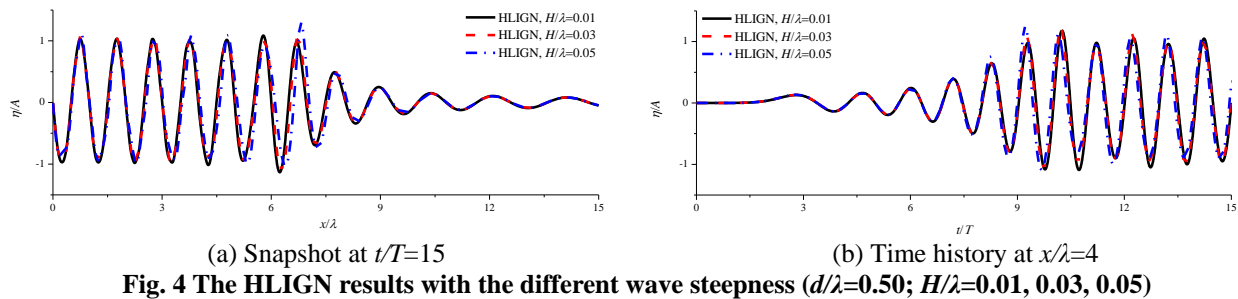 HLIGN, H/λ=0.01
HLIGN, H/λ=0.03
HLIGN, H/λ=0.05
η/A
1
0
-1
0 3 6 9 12 15
x/λ
(a) Snapshot at t/T=15
HLIGN, H/λ=0.01
HLIGN, H/λ=0.03
HLIGN, H/λ=0.05
η/A
1
0
-1
0 3 6 9 12 15
t/T
(b) Time history at x/λ=4
Fig. 4 The HLIGN results with the different wave steepness (d/λ=0.50; H/λ=0.01, 0.03, 0.05)